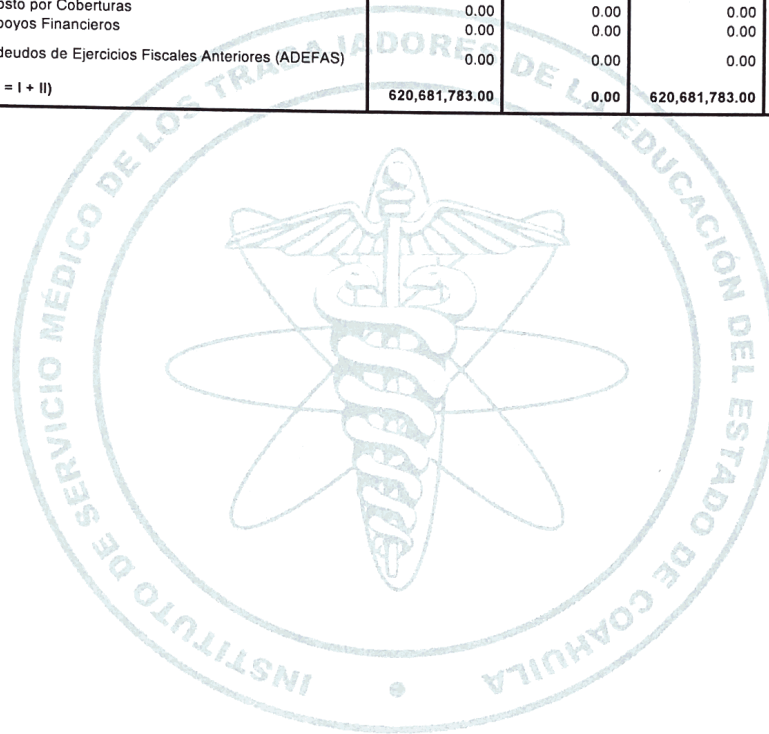 osto por Coberturas 0.00 0.00 0.00
poyos Financieros 0.00 0.00 0.00
deudos de Ejercicios Fiscales Anteriores (ADEFAS) 0.00 0.00 0.00
= I + II) 620,681,783.00 0.00 620,681,783.00
INSTITUTO DE SERVICIO MÉDICO DE LOS TRABAJADORES DE LA EDUCACIÓN DEL ESTADO DE COAHUILA